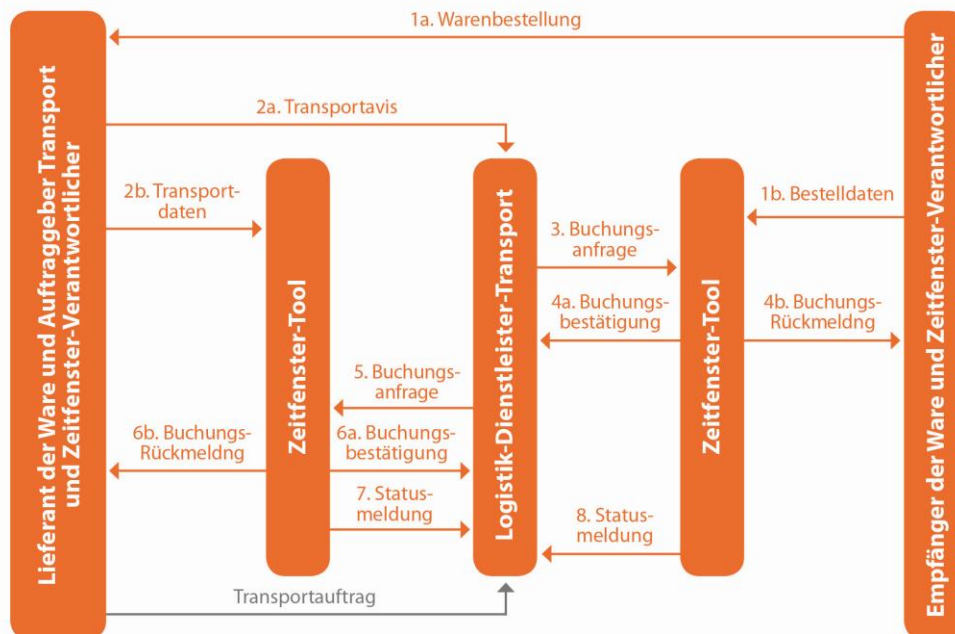 1a. Warenbestellung
Lieferant der Ware und Auftraggeber Transport
und Zeitfenster-Verantwortlicher
Empfänger der Ware und Zeitfenster-Verantwortlicher
2a. Transportavis
2b. Transport-
daten
1b. Bestelldaten
Zeitfenster-Tool
Logistik-Dienstleister-Transport
Zeitfenster-Tool
3. Buchungs-
anfrage
4a. Buchungs-
bestätigung
4b. Buchungs-
Rückmeldng
5. Buchungs-
anfrage
6b. Buchungs-
Rückmeldng
6a. Buchungs-
bestätigung
7. Status-
meldung
8. Status-
meldung
Transportauftrag